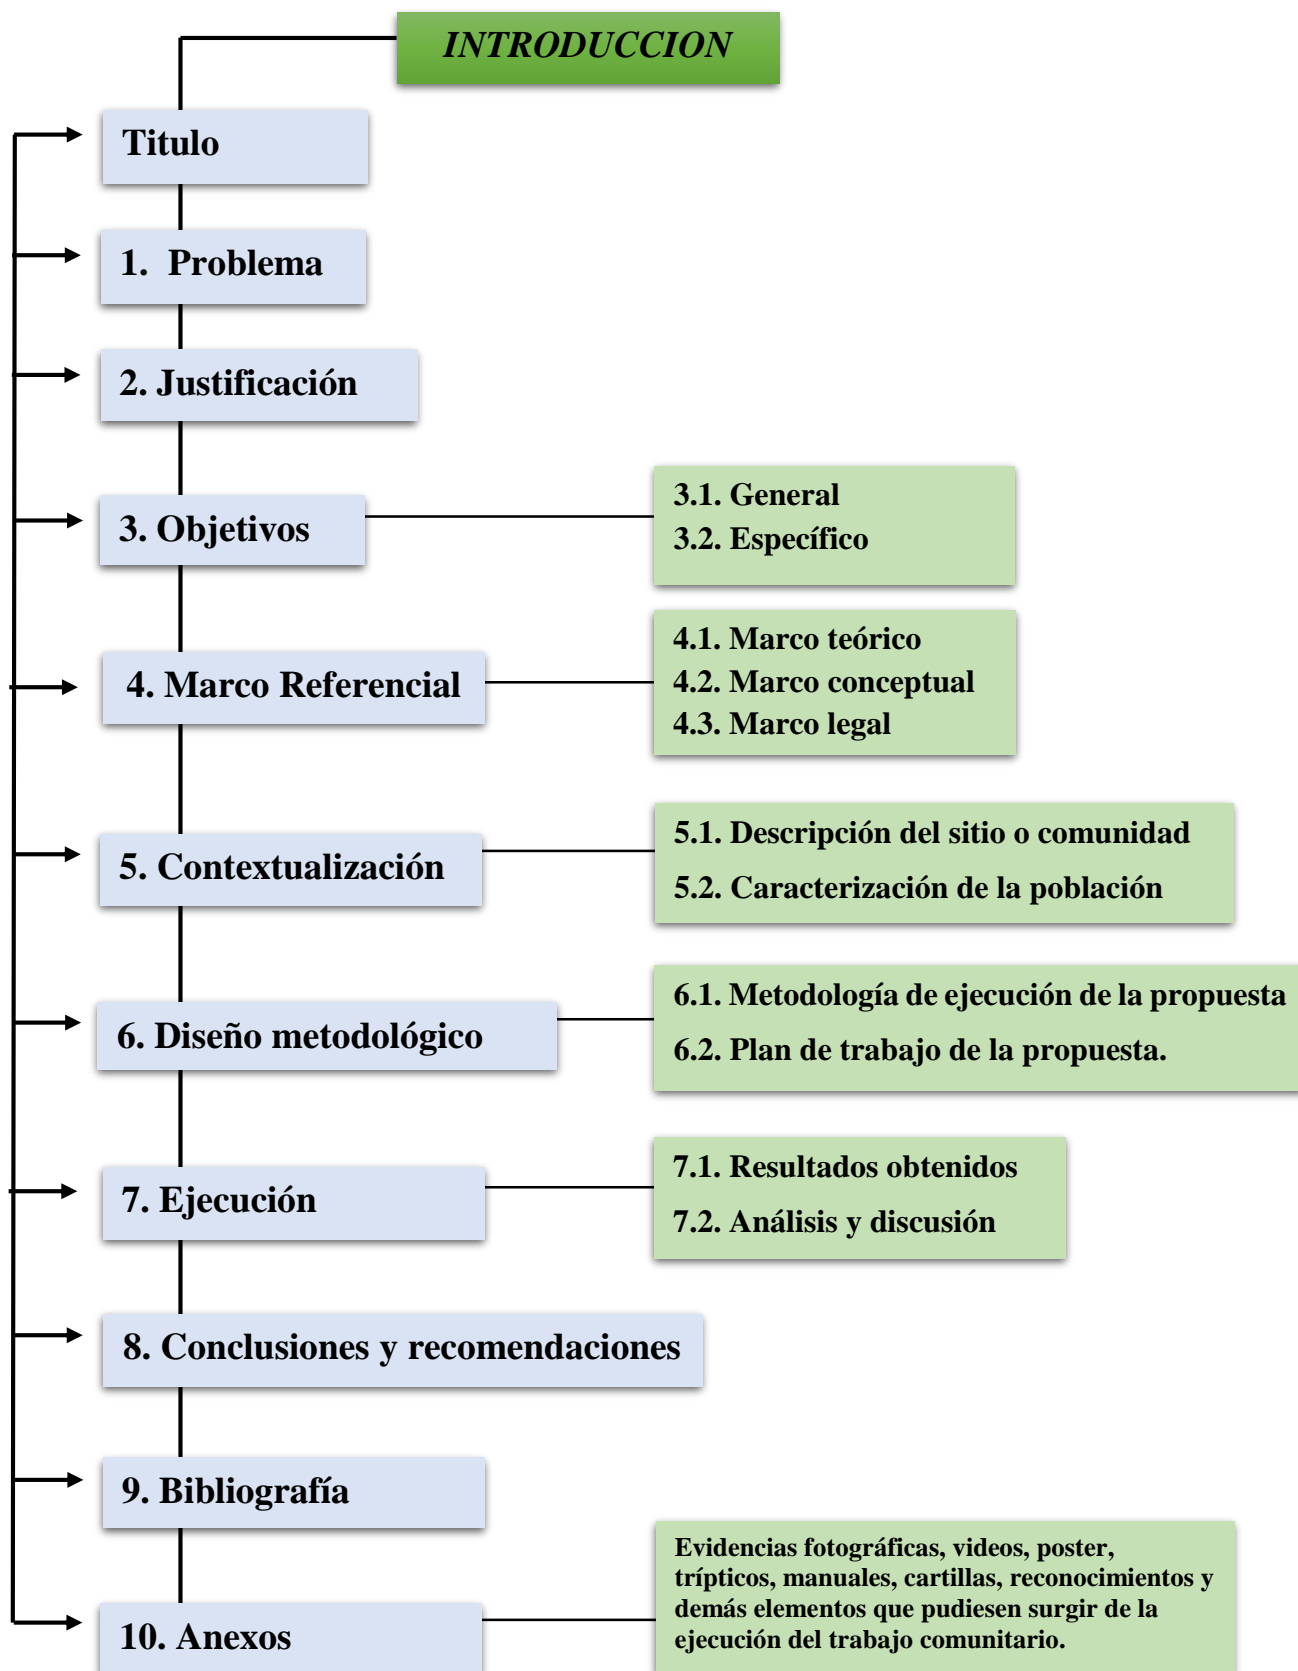 INTRODUCCION
Titulo
1. Problema
2. Justificación
3. Objetivos
3.1. General
3.2. Específico
4. Marco Referencial
4.1. Marco teórico
4.2. Marco conceptual
4.3. Marco legal
5. Contextualización
5.1. Descripción del sitio o comunidad
5.2. Caracterización de la población
6. Diseño metodológico
6.1. Metodología de ejecución de la propuesta
6.2. Plan de trabajo de la propuesta.
7. Ejecución
7.1. Resultados obtenidos
7.2. Análisis y discusión
8. Conclusiones y recomendaciones
9. Bibliografía
10. Anexos
Evidencias fotográficas, videos, poster,
trípticos, manuales, cartillas, reconocimientos y
demás elementos que pudiesen surgir de la
ejecución del trabajo comunitario.